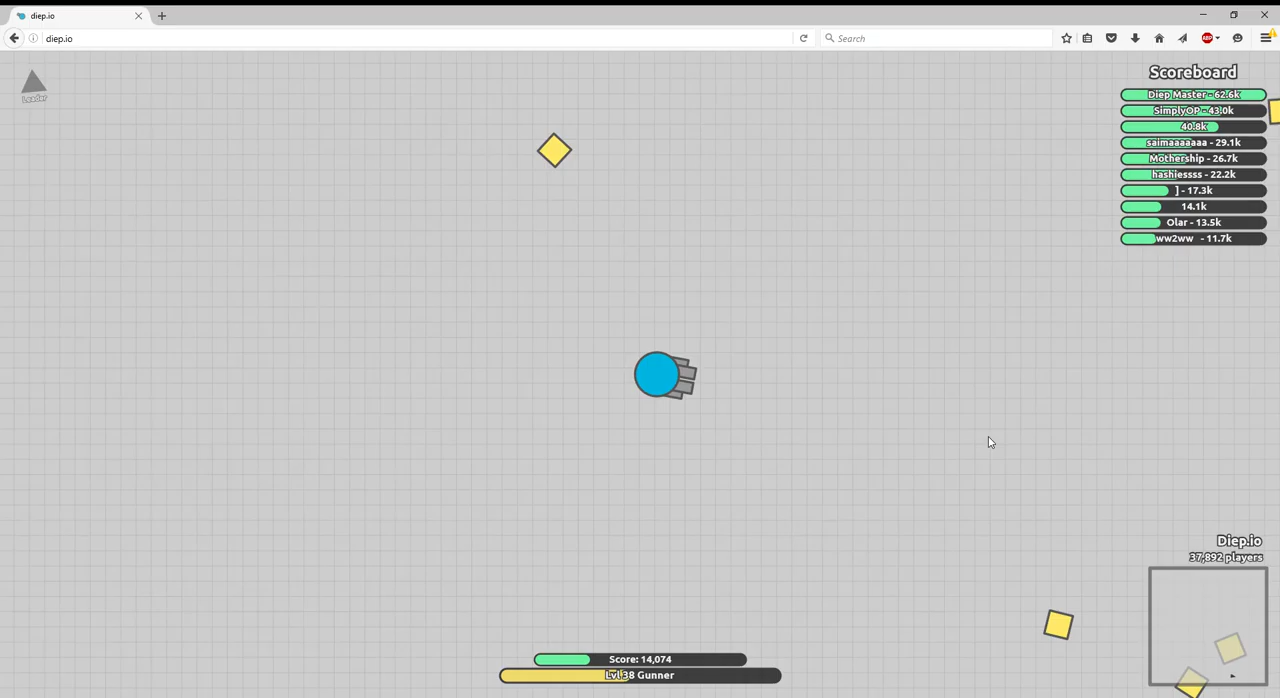 diep.io
diep.io
Search
ABP
Leader
Scoreboard
Diep Master - 62.6k
SimplyOP - 43.0k
40.8k
saimaaaaaaa - 29.1k
Mothership - 26.7k
hashiessss - 22.2k
] - 17.3k
14.1k
Olar - 13.5k
ww2ww - 11.7k
Diep.io
37,892 players
Score: 14,074
Lvl 38 Gunner